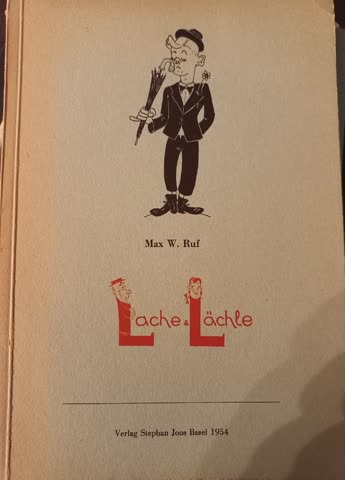 Max W. Ruf
Lache & Lächle
Verlag Stephan Joos Basel 1954